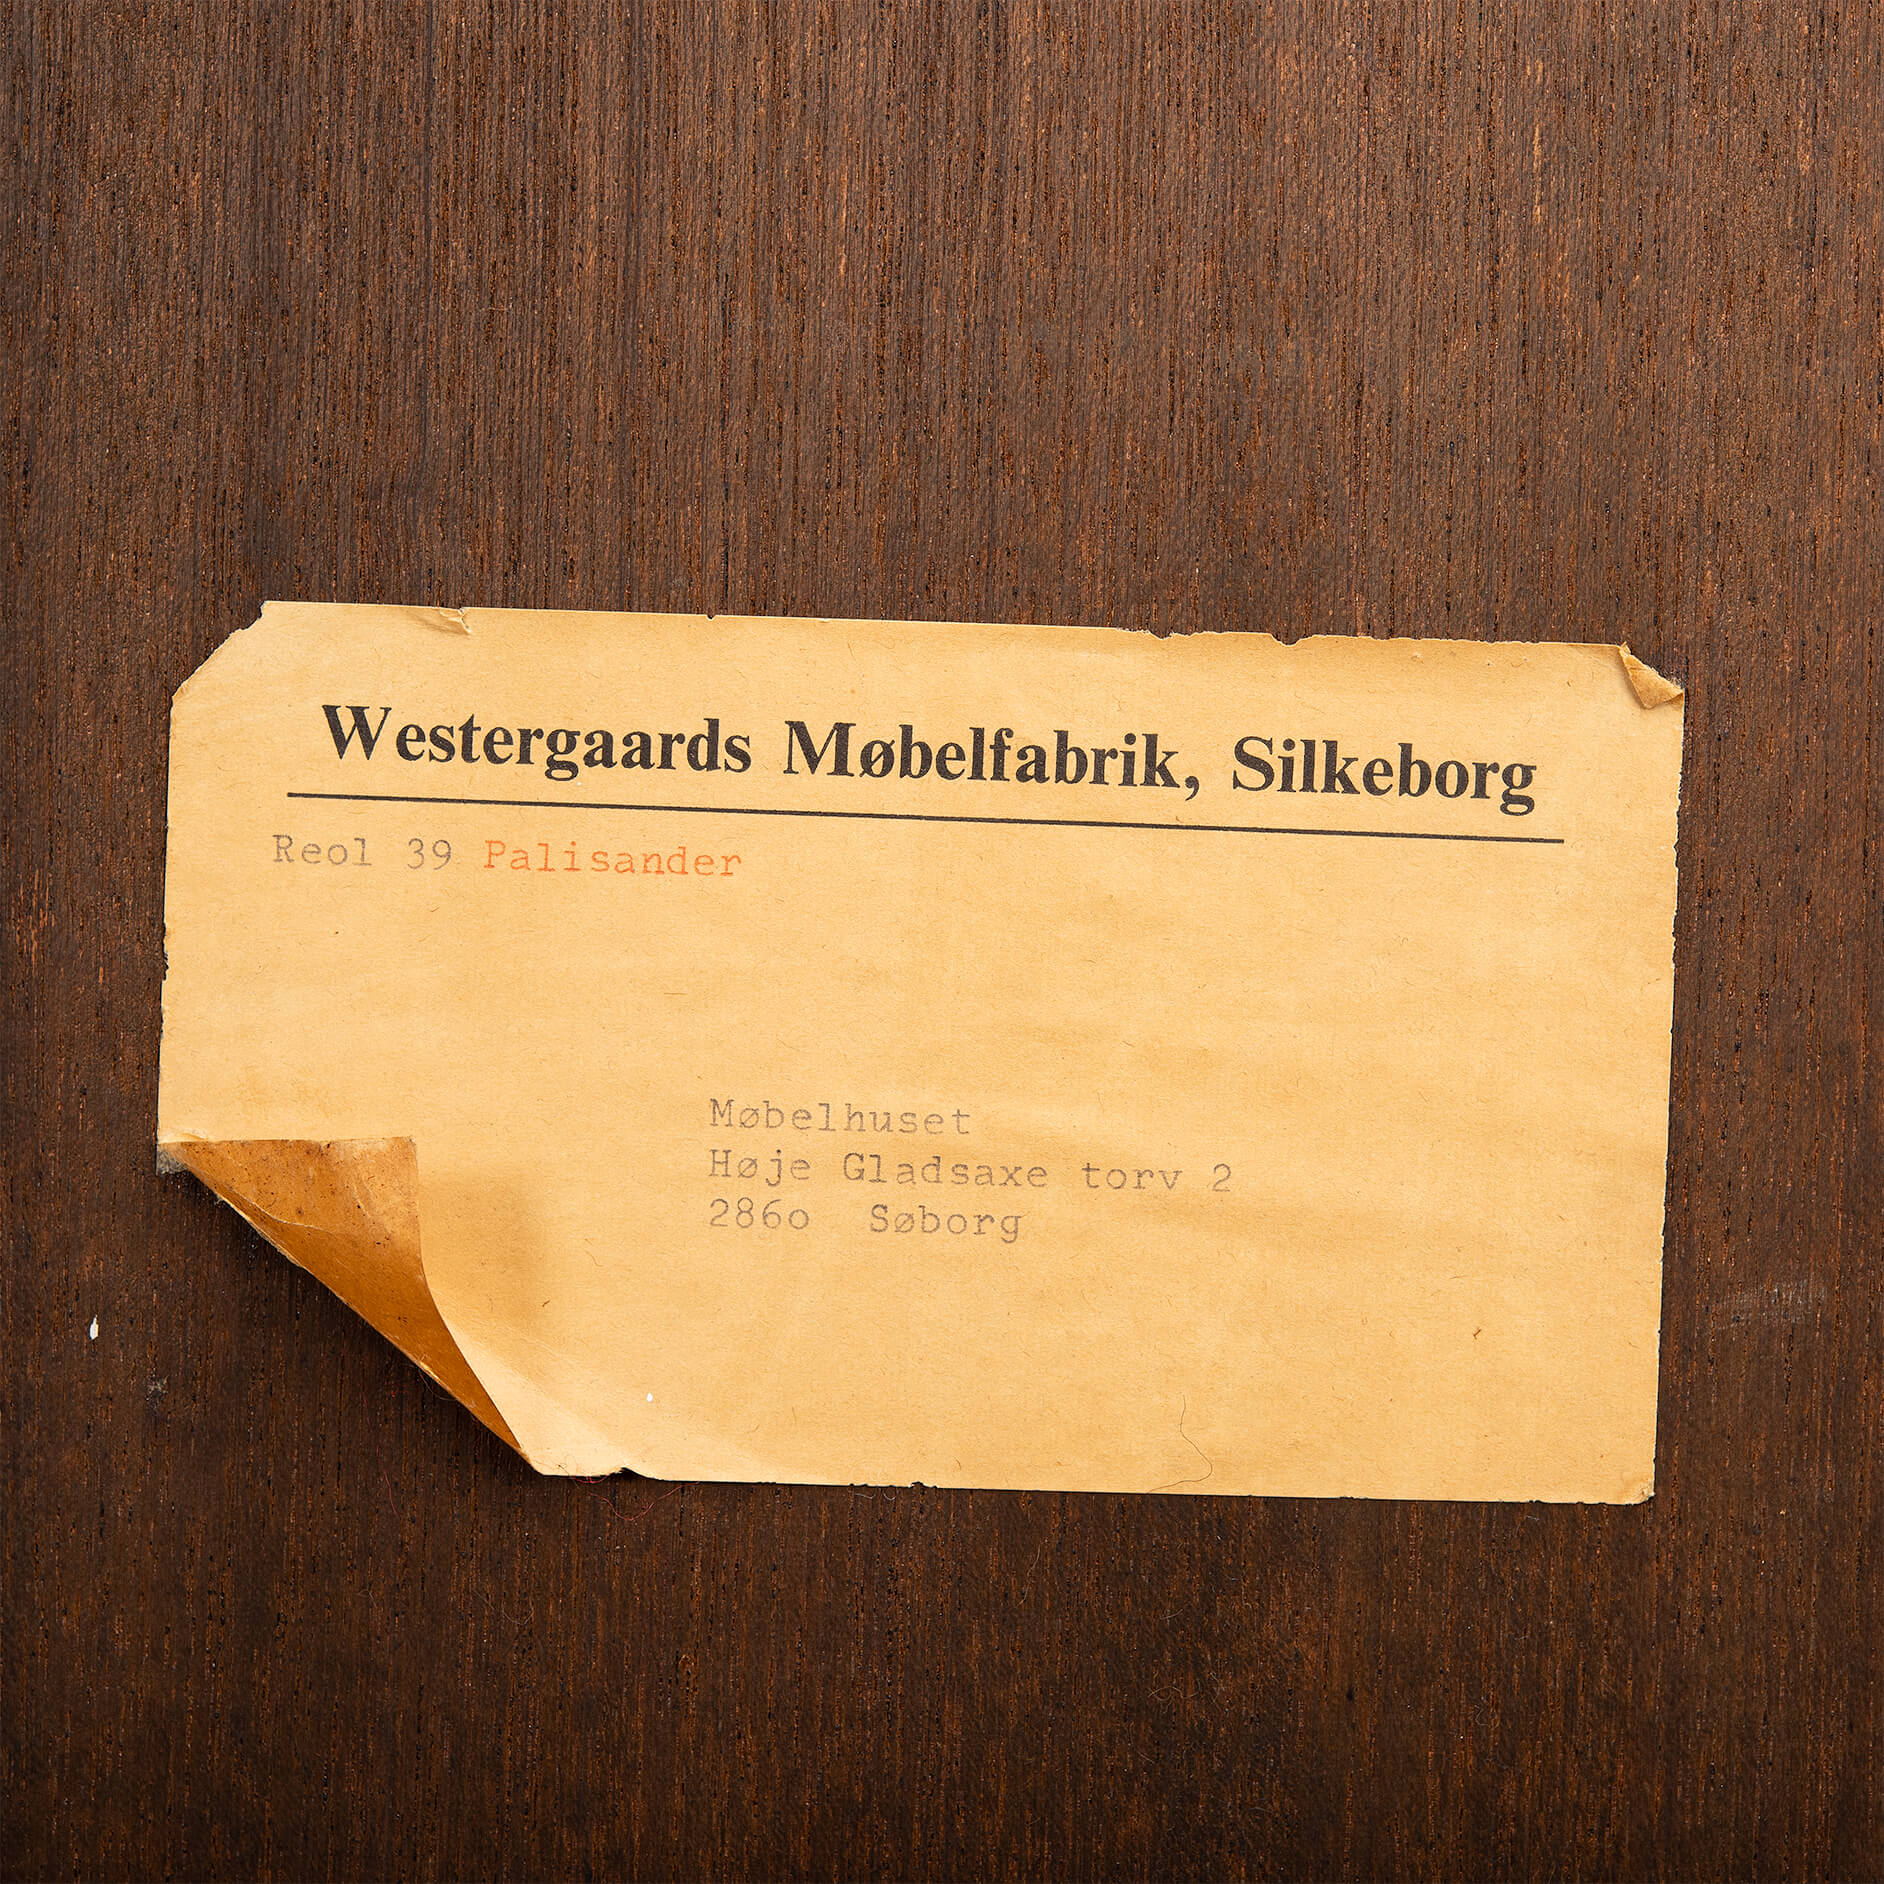 Westergaards Møbelfabrik, Silkeborg
Reol 39 Palisander
Møbelhuset
Høje Gladsaxe torv 2
286o Søborg